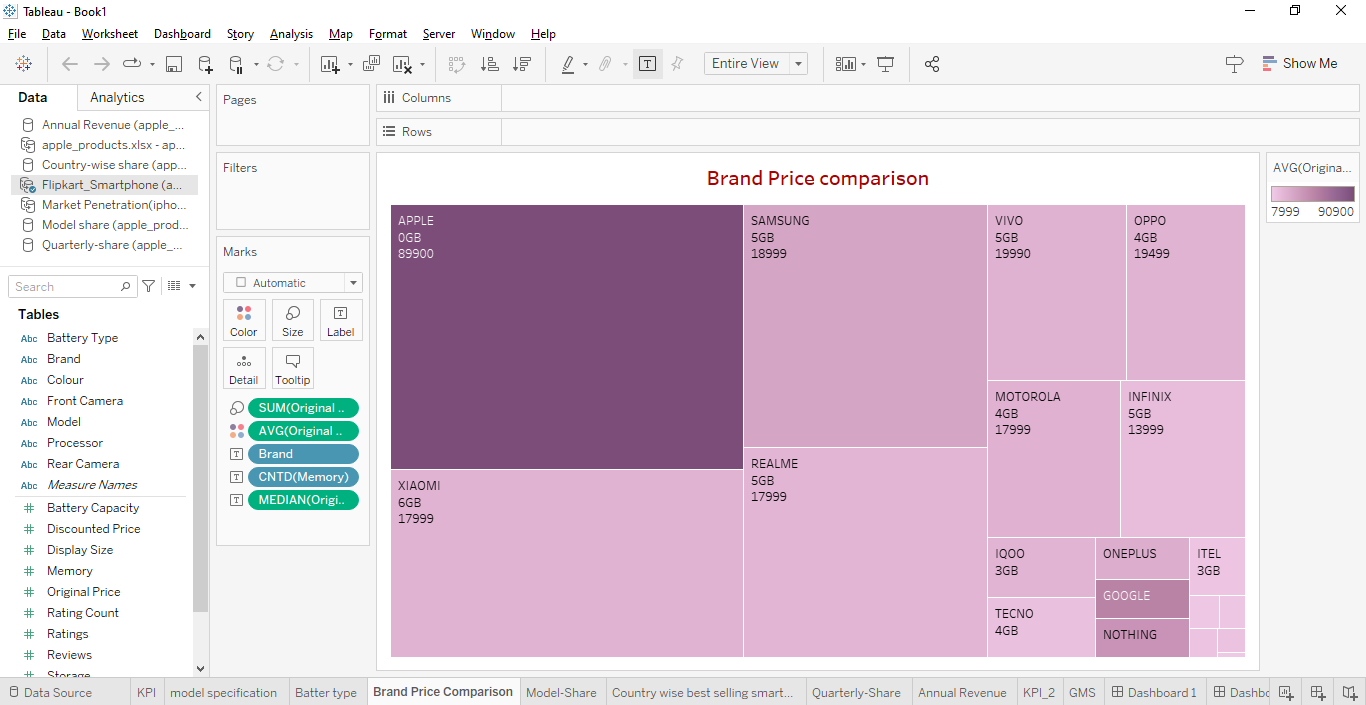 Tableau - Book1
File Data Worksheet Dashboard Story Analysis Map Format Server Window Help
Entire View
Show Me
Data Analytics
Annual Revenue (apple_...
apple_products.xlsx - ap...
Country-wise share (app...
Flipkart_Smartphone (a...
Market Penetration(ipho...
Model share (apple_prod...
Quarterly-share (apple_...
Search
Tables
Abc Battery Type
Abc Brand
Abc Colour
Abc Front Camera
Abc Model
Abc Processor
Abc Rear Camera
Abc Measure Names
# Battery Capacity
# Discounted Price
# Display Size
# Memory
# Original Price
# Rating Count
# Ratings
# Reviews
# Storage
Pages
Filters
Marks
Automatic
Color Size Label
Detail Tooltip
SUM(Original ..
AVG(Original ..
Brand
CNTD(Memory)
MEDIAN(Origi..
Columns
Rows
Brand Price comparison
APPLE
0GB
89900
XIAOMI
6GB
17999
SAMSUNG
5GB
18999
REALME
5GB
17999
VIVO
5GB
19990
OPPO
4GB
19499
MOTOROLA
4GB
17999
INFINIX
5GB
13999
IQOO
3GB
TECNO
4GB
ONEPLUS
GOOGLE
NOTHING
ITEL
3GB
AVG(Origina...
7999 90900
Data Source KPI model specification Batter type Brand Price Comparison Model-Share Country wise best selling smart... Quarterly-Share Annual Revenue KPI_2 GMS Dashboard 1 Dashbo